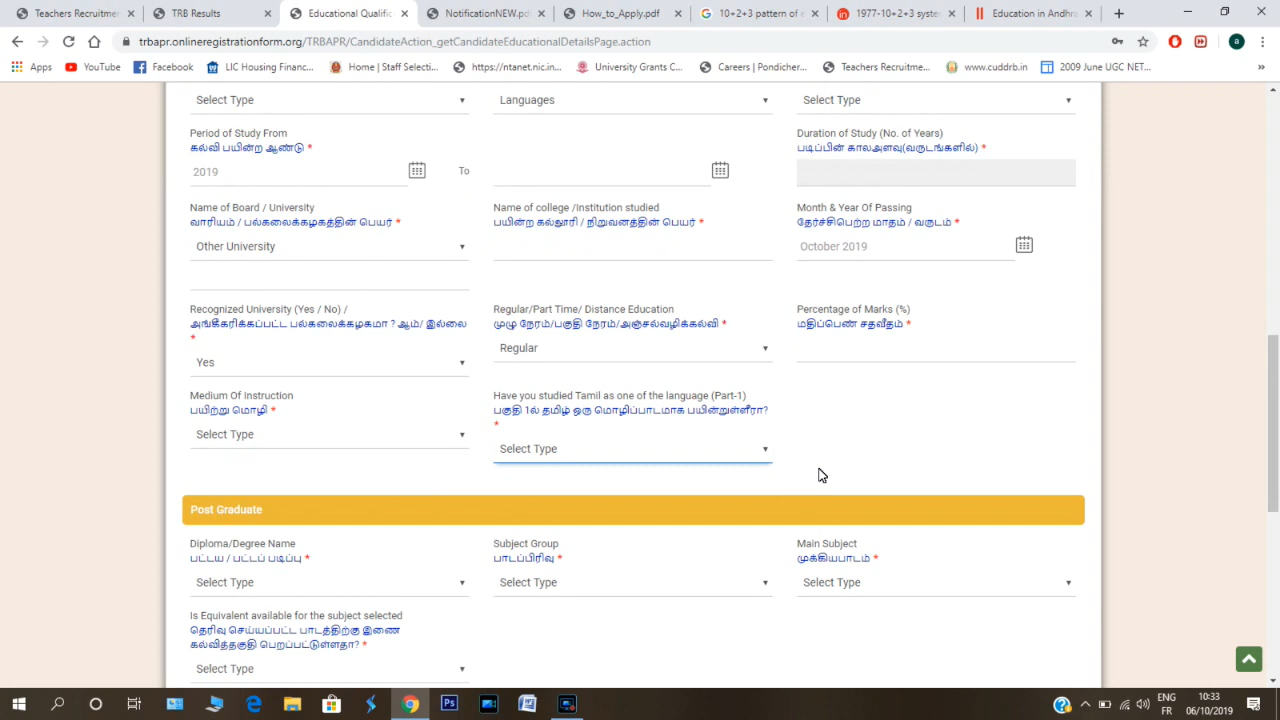 Teachers Recruitmen
TRB Results
Educational Qualific
NotificationNEW.pdf
How_to_Apply.pdf
10+2+3 pattern of e
1977-10+2+3 syste
Education in Andhra
trbapr.onlineregistrationform.org/TRBAPR/CandidateAction_getCandidateEducationalDetailsPage.action
Apps
YouTube
Facebook
LIC Housing Financ...
Home | Staff Selecti...
https://ntanet.nic.in...
University Grants C...
Careers | Pondicher...
Teachers Recruitme...
www.cuddrb.in
2009 June UGC NET...
»
Select Type
Languages
Select Type
Period of Study From
கல்வி பயின்ற ஆண்டு *
Duration of Study (No. of Years)
படிப்பின் காலஅளவு(வருடங்களில்) *
2019
To
Name of Board / University
வாரியம் / பல்கலைக்கழகத்தின் பெயர் *
Name of college /Institution studied
பயின்ற கல்லூரி / நிறுவனத்தின் பெயர் *
Month & Year Of Passing
தேர்ச்சிபெற்ற மாதம் / வருடம் *
Other University
October 2019
Recognized University (Yes / No) /
அங்கீகரிக்கப்பட்ட பல்கலைக்கழகமா ? ஆம்/ இல்லை
*
Regular/Part Time/ Distance Education
முழு நேரம்/பகுதி நேரம்/அஞ்சல்வழிக்கல்வி *
Percentage of Marks (%)
மதிப்பெண் சதவீதம் *
Yes
Regular
Medium Of Instruction
பயிற்று மொழி *
Have you studied Tamil as one of the language (Part-1)
பகுதி 1ல் தமிழ் ஒரு மொழிப்பாடமாக பயின்றுள்ளீரா?
*
Select Type
Select Type
Post Graduate
Diploma/Degree Name
பட்டய / பட்டப் படிப்பு *
Subject Group
பாடப்பிரிவு *
Main Subject
முக்கியபாடம் *
Select Type
Select Type
Select Type
Is Equivalent available for the subject selected
தெரிவு செய்யப்பட்ட பாடத்திற்கு இணை
கல்வித்தகுதி பெறப்பட்டுள்ளதா? *
Select Type
ENG
FR
10:33
06/10/2019